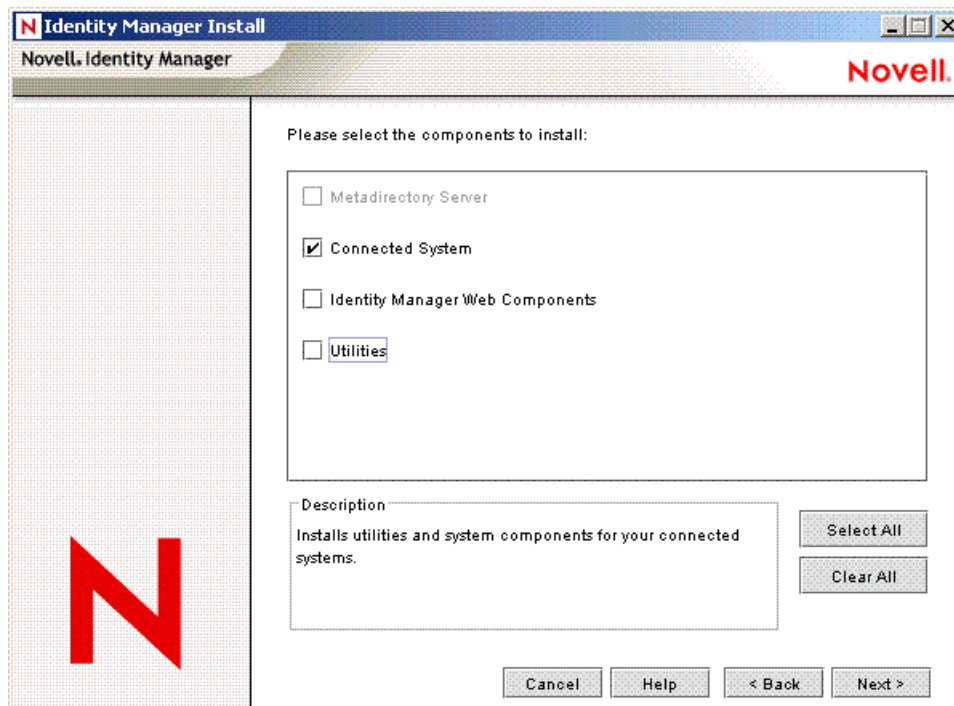 Identity Manager Install
Novell. Identity Manager
Novell.
Please select the components to install:
Metadirectory Server
Connected System
Identity Manager Web Components
Utilities
Description
Installs utilities and system components for your connected
systems.
Select All
Clear All
Cancel
Help
< Back
Next >